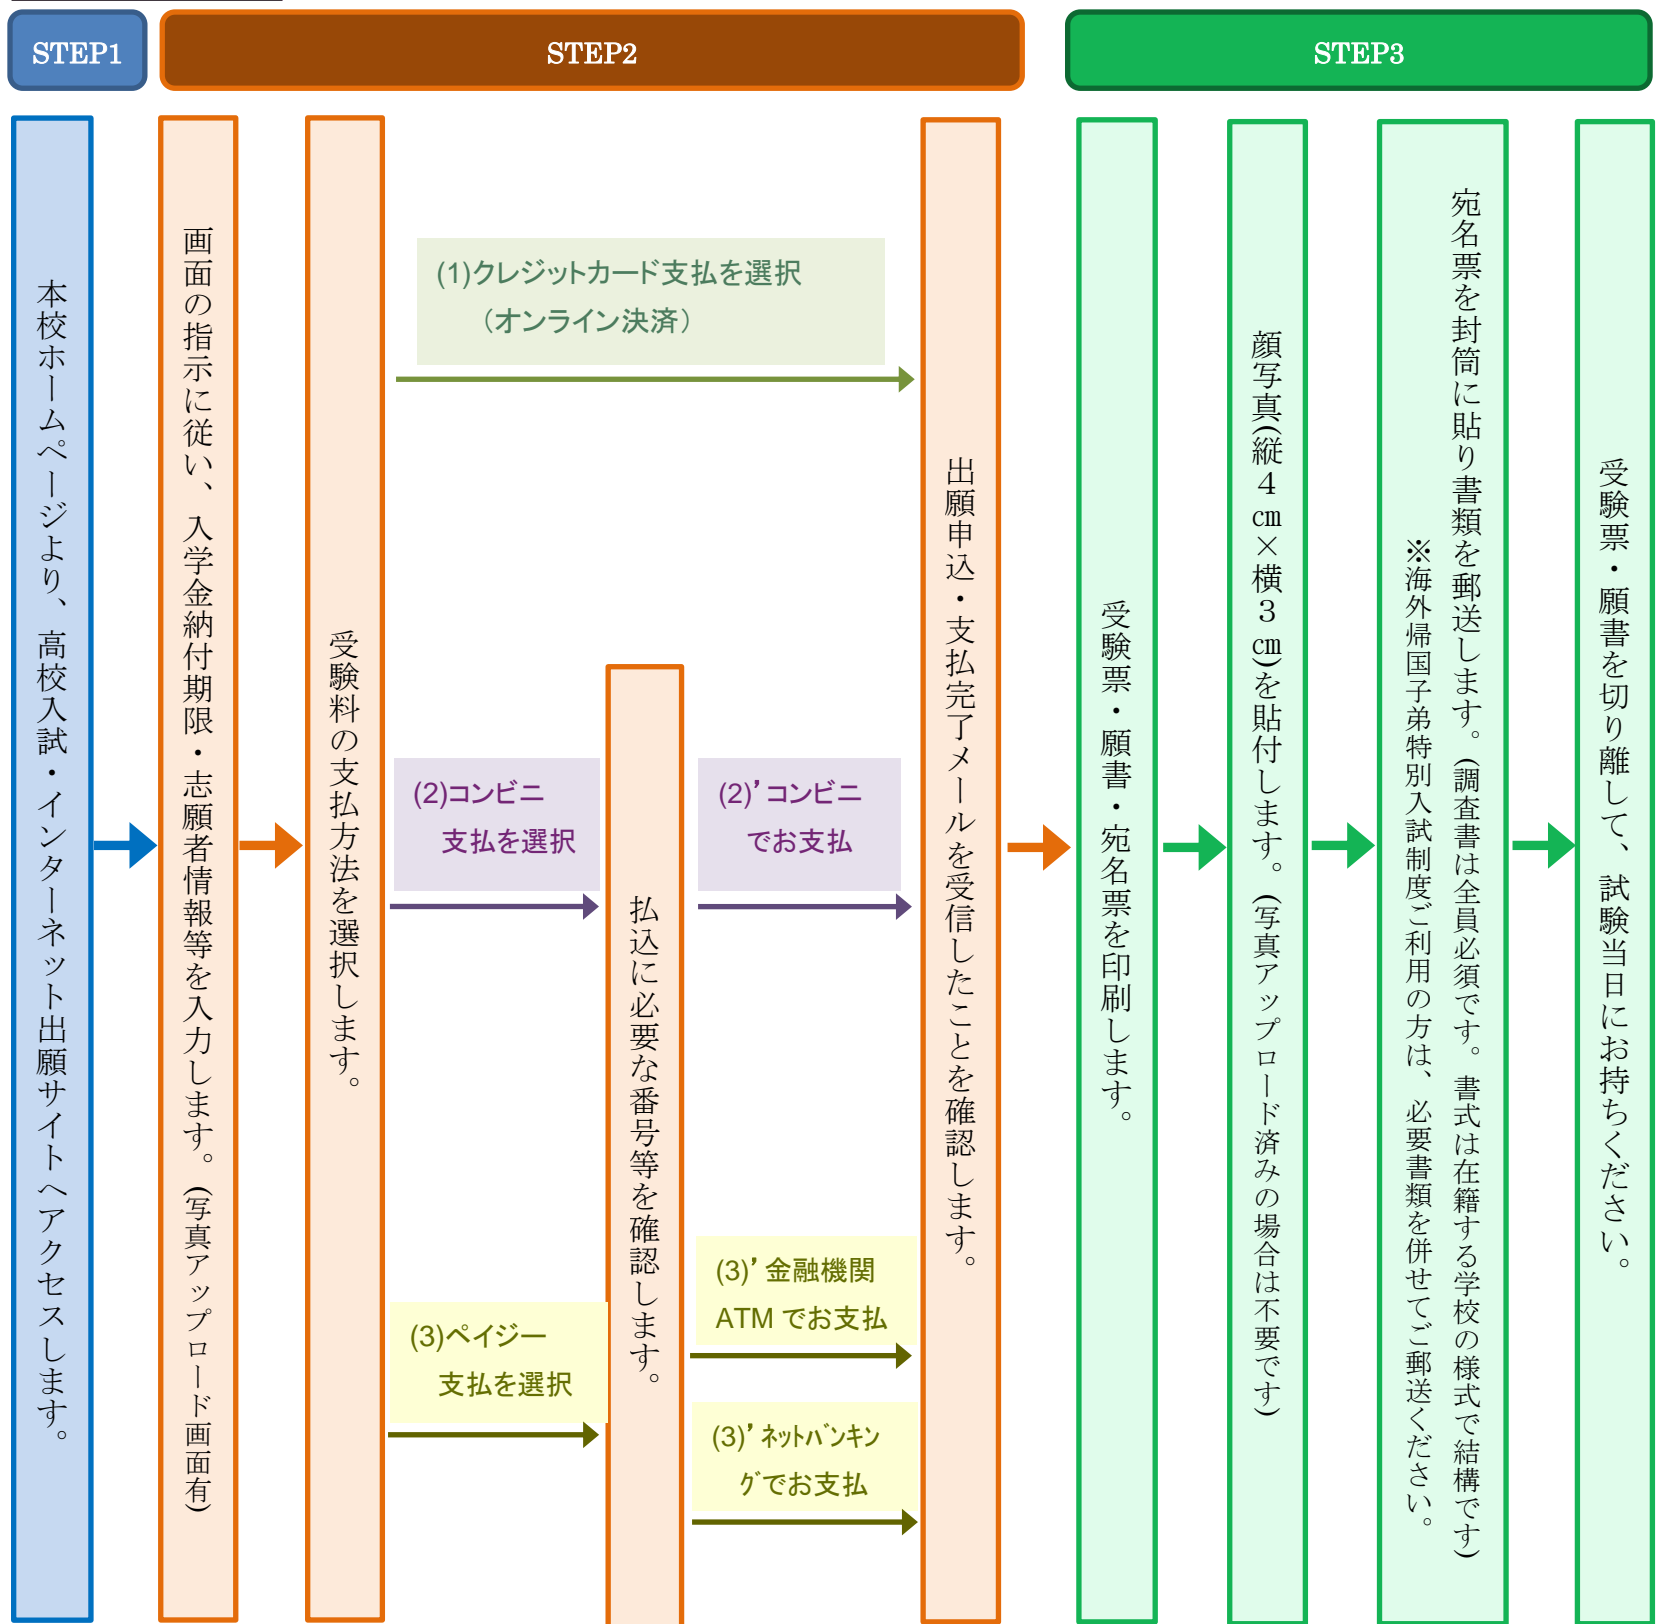 STEP1
STEP2
STEP3
本校ホームページより、高校入試・インターネット出願サイトへアクセスします。
画面の指示に従い、入学金納付期限・志願者情報等を入力します。(写真アップロード画面有)
受験料の支払方法を選択します。
(1)クレジットカード支払を選択
（オンライン決済）
(2)コンビニ
支払を選択
(3)ペイジー
支払を選択
払込に必要な番号等を確認します。
(2)’コンビニ
でお支払
(3)’金融機関
ATM でお支払
(3)’ﾈｯﾄﾊﾞﾝｷﾝ
ｸﾞでお支払
出願申込・支払完了メールを受信したことを確認します。
受験票・願書・宛名票を印刷します。
顔写真(縦４㎝×横３㎝)を貼付します。(写真アップロード済みの場合は不要です)
宛名票を封筒に貼り書類を郵送します。(調査書は全員必須です。書式は在籍する学校の様式で結構です)
※海外帰国子弟特別入試制度ご利用の方は、必要書類を併せてご郵送ください。
受験票・願書を切り離して、試験当日にお持ちください。